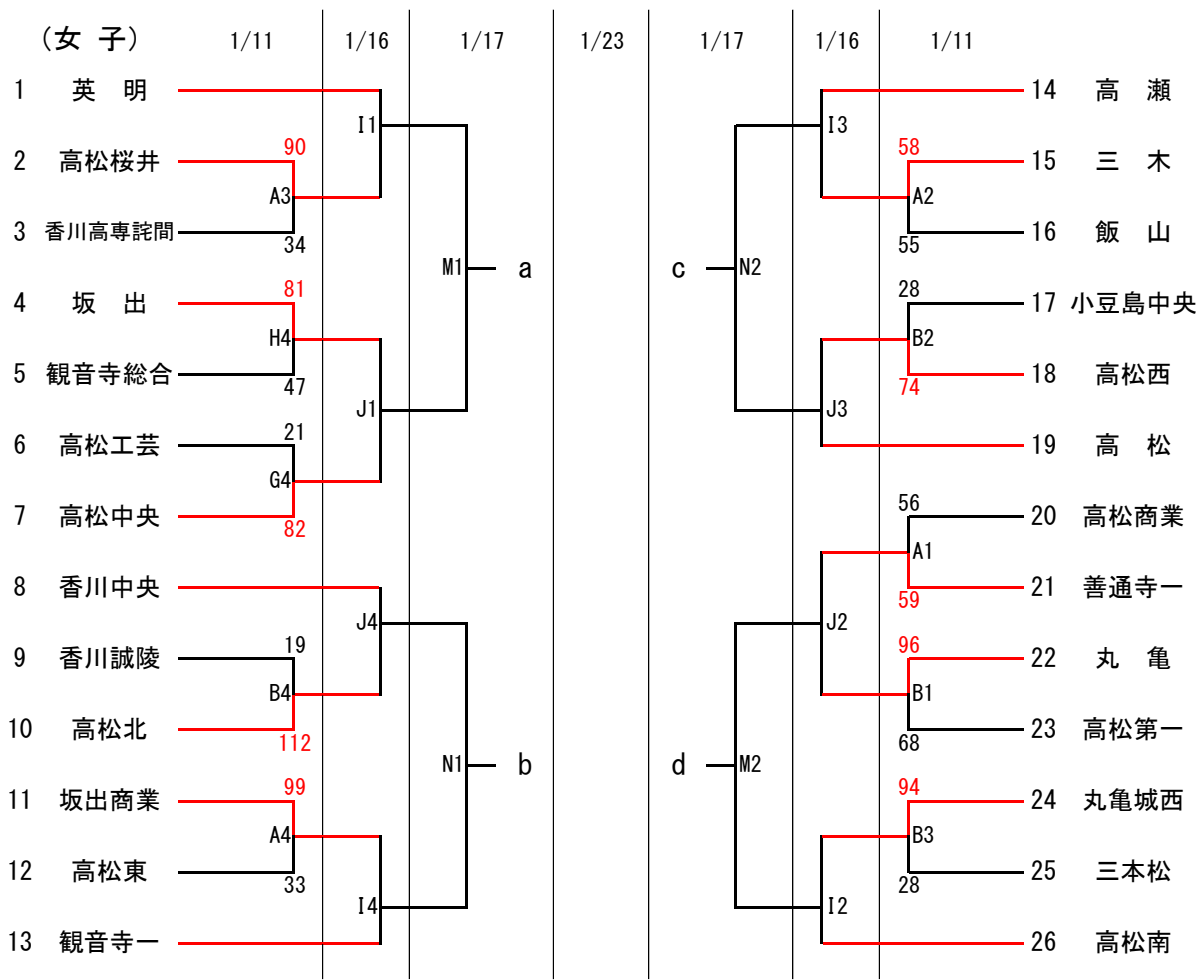 （女 子） 1/11 1/16 1/17 1/23 1/17 1/16 1/11
1 英 明 14 高 瀬
I1 I3
90 58
2 高松桜井 15 三 木
A3 A2
3 香川高専詫間 16 飯 山
34 55
M1 a c N2
81 28
4 坂 出 17 小豆島中央
H4 B2
5 観音寺総合 18 高松西
47 74
J1 J3
21
6 高松工芸 19 高 松
G4
56
7 高松中央 20 高松商業
82
A1
8 香川中央 21 善通寺一
59
J4 J2
19 96
9 香川誠陵 22 丸 亀
B4 B1
10 高松北 23 高松第一
112 68
N1 b d M2
99 94
11 坂出商業 24 丸亀城西
A4 B3
12 高松東 25 三本松
33 28
I4 I2
13 観音寺一 26 高松南